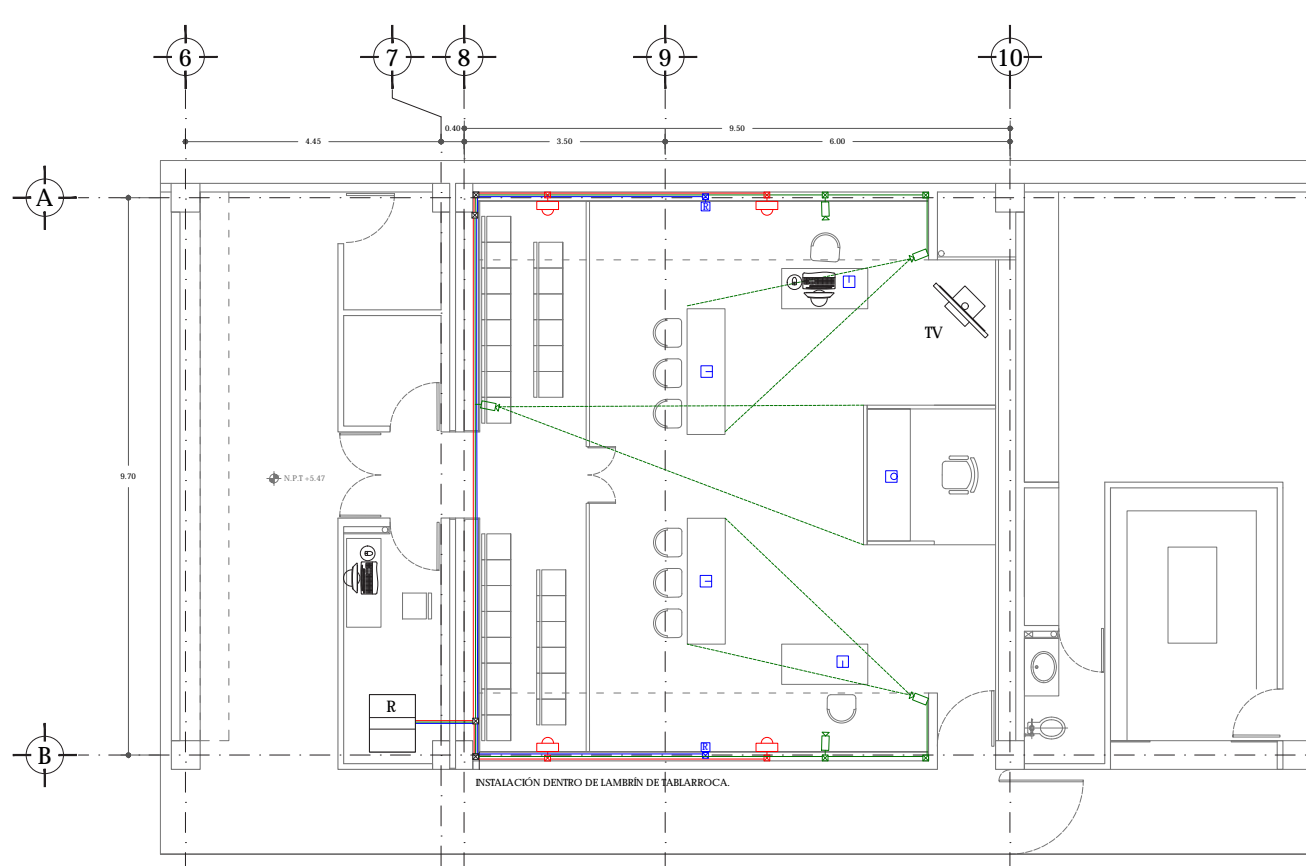 6 7 8 9 10
0.40 9.50
4.45 3.50 6.00
A
R R
TV
9.70
N.P.T +5.47
R
R
B
INSTALACIÓN DENTRO DE LAMBRÍN DE TABLARROCA.